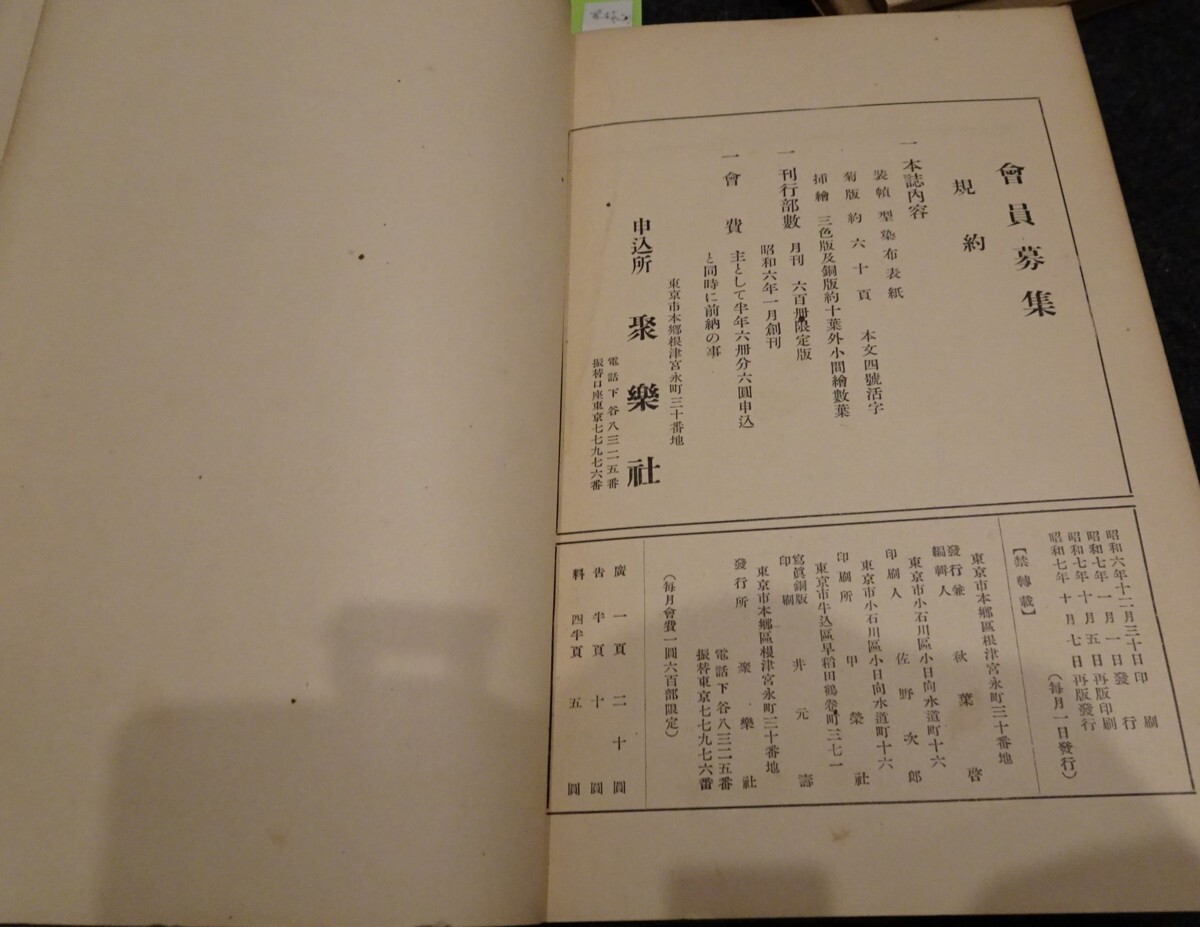 會員募集
規約
一 本誌內容
裝幀 型染布表紙
菊版約六十頁 本文四號活字
挿繪 三色版及銅版約十葉外小間繪數葉
一 刊行部數 月刊 六百册限定版
昭和六年一月創刊
一 會費 主として半年六册分六圓申込
と同時に前納の事
東京市本鄉根津宮永町三十番地
申込所 聚樂社
電話下谷八三二五番
振替口座東京七七九七六番
昭和六年十二月三十日印刷
昭和七年一月一日發行
昭和七年十月五日再版印刷
昭和七年十月七日再版發行
(每月一日發行)
【禁轉載】
東京市本鄉區根津宮永町三十番地
發行兼編輯人 秋葉啓
東京市小石川區小日向水道町十六
印刷人 佐野次郎
東京市小石川區小日向水道町十六
印刷所 甲榮社
東京市牛込區早稻田鶴卷町三七一
寫眞銅版印刷 井元壽
東京市本鄉區根津宮永町三十番地
發行所 聚樂社
電話下谷八三二五番
振替東京七七九七六番
(每月會費一圓六百部限定)
廣 一頁 二十圓
告 半頁 十圓
料 四半頁 五圓